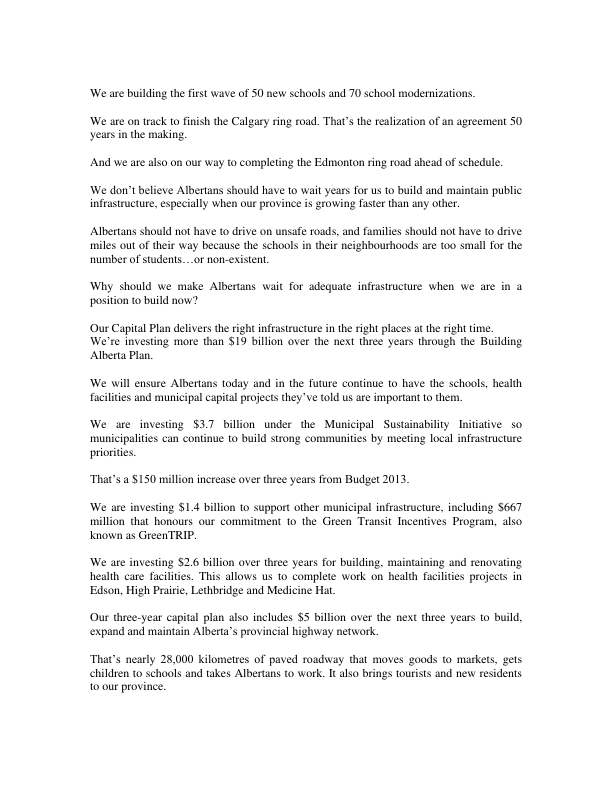 We are building the first wave of 50 new schools and 70 school modernizations.
We are on track to finish the Calgary ring road. That’s the realization of an agreement 50
years in the making.
And we are also on our way to completing the Edmonton ring road ahead of schedule.
We don’t believe Albertans should have to wait years for us to build and maintain public
infrastructure, especially when our province is growing faster than any other.
Albertans should not have to drive on unsafe roads, and families should not have to drive
miles out of their way because the schools in their neighbourhoods are too small for the
number of students…or non-existent.
Why should we make Albertans wait for adequate infrastructure when we are in a
position to build now?
Our Capital Plan delivers the right infrastructure in the right places at the right time.
We’re investing more than $19 billion over the next three years through the Building
Alberta Plan.
We will ensure Albertans today and in the future continue to have the schools, health
facilities and municipal capital projects they’ve told us are important to them.
We are investing $3.7 billion under the Municipal Sustainability Initiative so
municipalities can continue to build strong communities by meeting local infrastructure
priorities.
That’s a $150 million increase over three years from Budget 2013.
We are investing $1.4 billion to support other municipal infrastructure, including $667
million that honours our commitment to the Green Transit Incentives Program, also
known as GreenTRIP.
We are investing $2.6 billion over three years for building, maintaining and renovating
health care facilities. This allows us to complete work on health facilities projects in
Edson, High Prairie, Lethbridge and Medicine Hat.
Our three-year capital plan also includes $5 billion over the next three years to build,
expand and maintain Alberta’s provincial highway network.
That’s nearly 28,000 kilometres of paved roadway that moves goods to markets, gets
children to schools and takes Albertans to work. It also brings tourists and new residents
to our province.